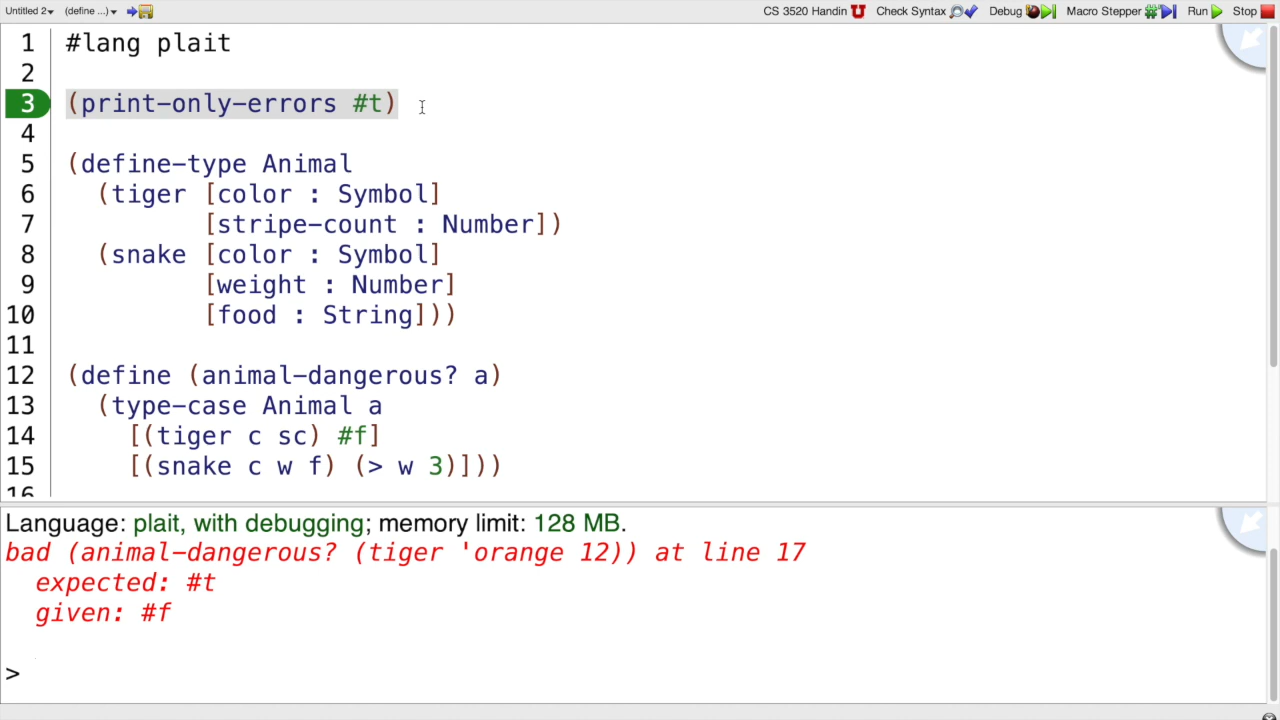 Untitled 2 (define ...) CS 3520 Handin Check Syntax Debug Macro Stepper Run Stop
1 #lang plait
2
3 (print-only-errors #t)
4
5 (define-type Animal
6 (tiger [color : Symbol]
7 [stripe-count : Number])
8 (snake [color : Symbol]
9 [weight : Number]
10 [food : String]))
11
12 (define (animal-dangerous? a)
13 (type-case Animal a
14 [(tiger c sc) #f]
15 [(snake c w f) (> w 3)]))
16
Language: plait, with debugging; memory limit: 128 MB.
bad (animal-dangerous? (tiger 'orange 12)) at line 17
expected: #t
given: #f
>